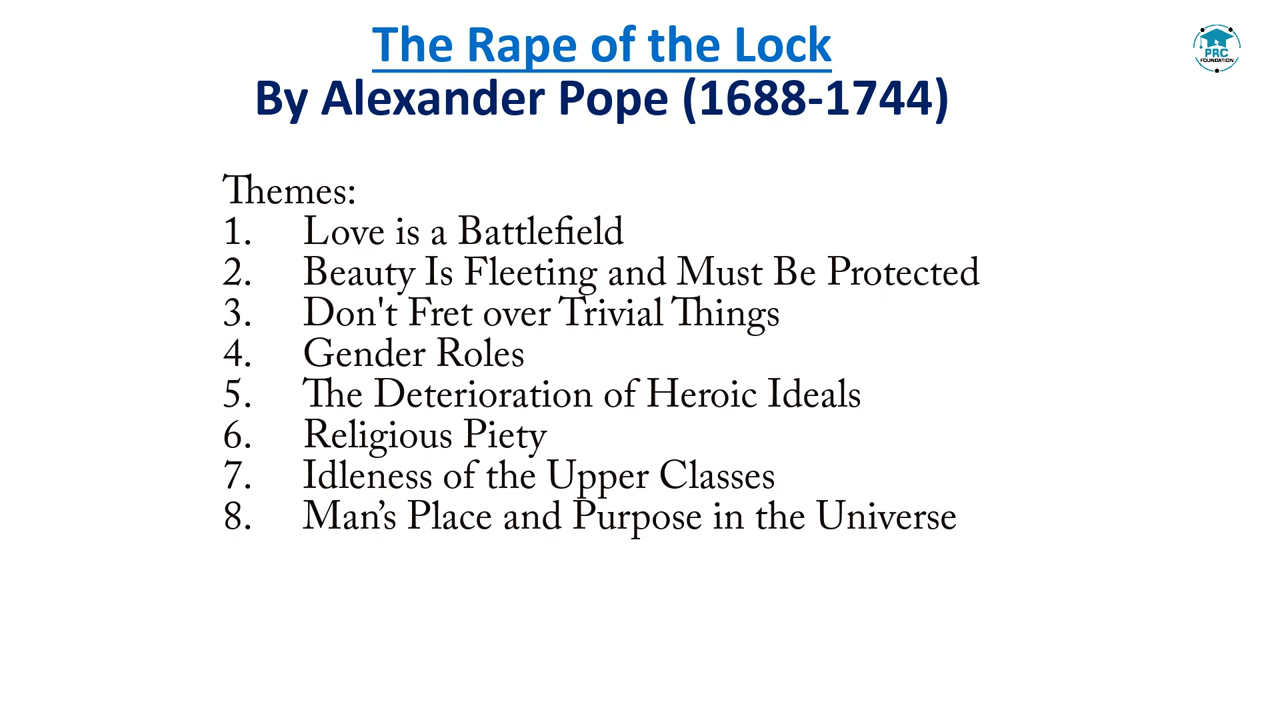 The Rape of the Lock
By Alexander Pope (1688-1744)
PRC
FOUNDATION
Themes:
1. Love is a Battlefield
2. Beauty Is Fleeting and Must Be Protected
3. Don't Fret over Trivial Things
4. Gender Roles
5. The Deterioration of Heroic Ideals
6. Religious Piety
7. Idleness of the Upper Classes
8. Man’s Place and Purpose in the Universe